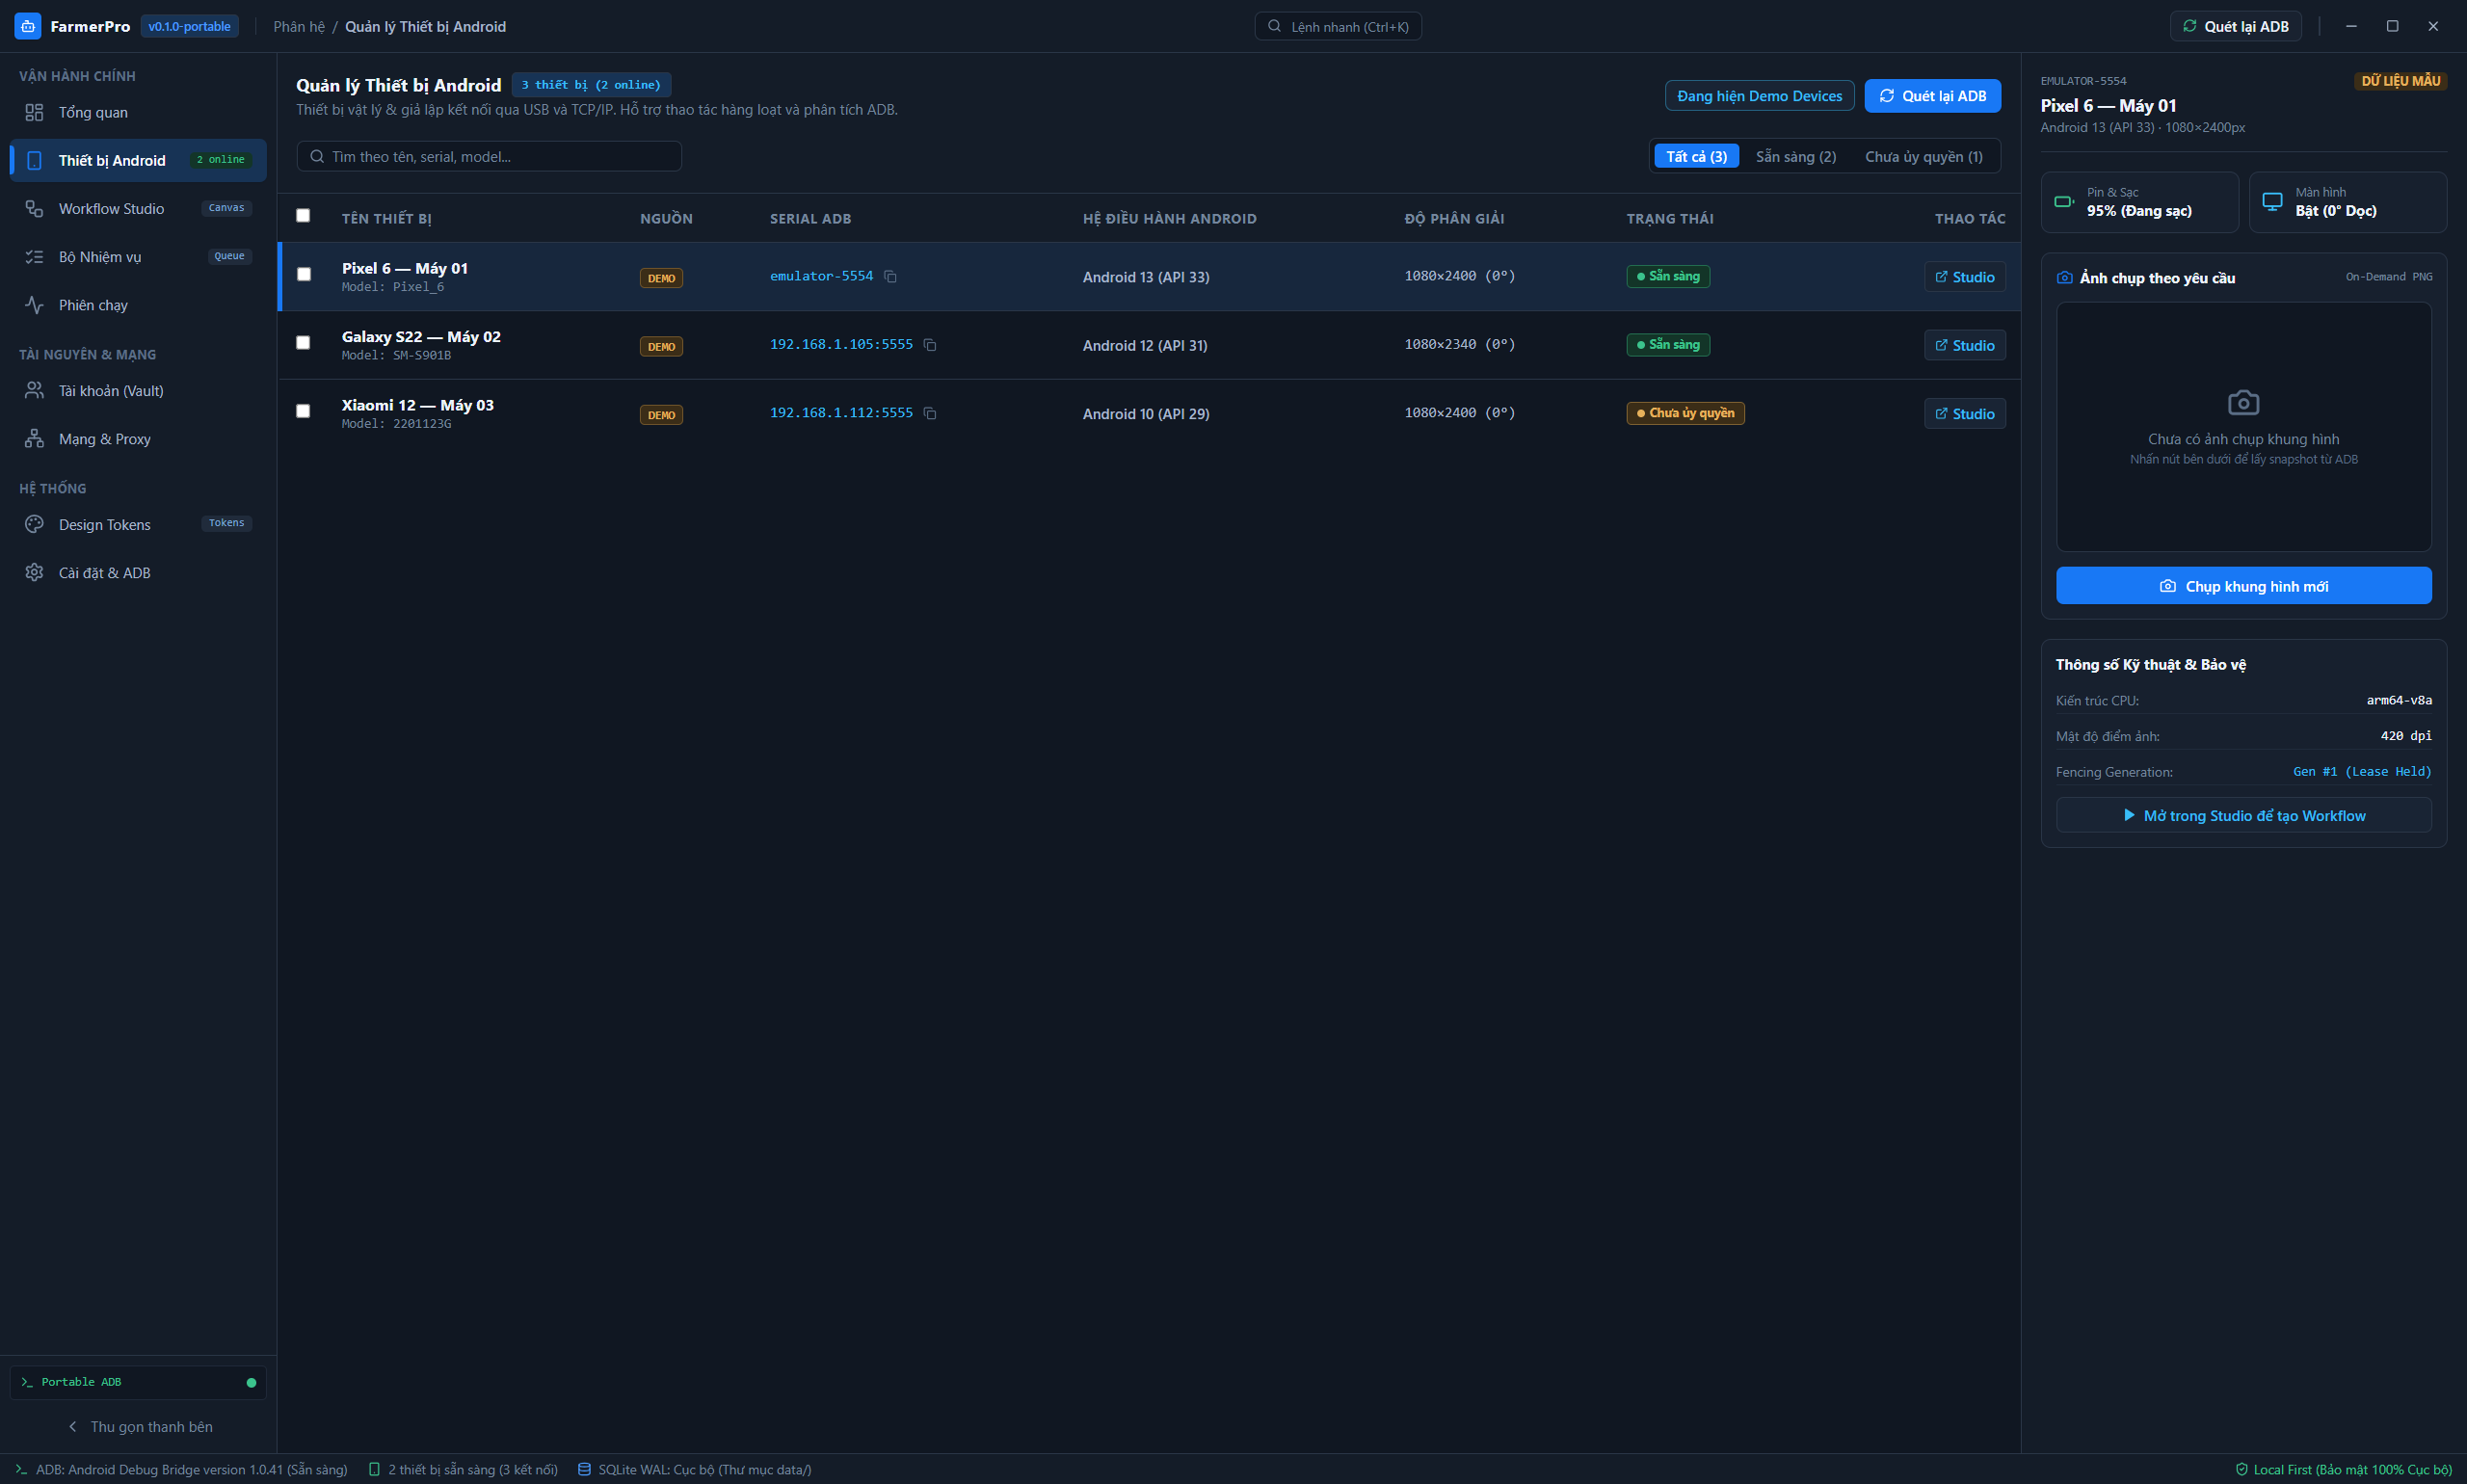 FarmerPro v0.1.0-portable Phân hệ / Quản lý Thiết bị Android
Lệnh nhanh (Ctrl+K)
Quét lại ADB
VẬN HÀNH CHÍNH
Tổng quan
Thiết bị Android 2 online
Workflow Studio Canvas
Bộ Nhiệm vụ Queue
Phiên chạy
TÀI NGUYÊN & MẠNG
Tài khoản (Vault)
Mạng & Proxy
HỆ THỐNG
Design Tokens Tokens
Cài đặt & ADB
Portable ADB
Thu gọn thanh bên
Quản lý Thiết bị Android 3 thiết bị (2 online)
Thiết bị vật lý & giả lập kết nối qua USB và TCP/IP. Hỗ trợ thao tác hàng loạt và phân tích ADB.
Đang hiện Demo Devices Quét lại ADB
Tìm theo tên, serial, model...
Tất cả (3) Sẵn sàng (2) Chưa ủy quyền (1)
TÊN THIẾT BỊ NGUỒN SERIAL ADB HỆ ĐIỀU HÀNH ANDROID ĐỘ PHÂN GIẢI TRẠNG THÁI THAO TÁC
Pixel 6 — Máy 01 DEMO emulator-5554 Android 13 (API 33) 1080×2400 (0°) Sẵn sàng Studio
Model: Pixel_6
Galaxy S22 — Máy 02 DEMO 192.168.1.105:5555 Android 12 (API 31) 1080×2340 (0°) Sẵn sàng Studio
Model: SM-S901B
Xiaomi 12 — Máy 03 DEMO 192.168.1.112:5555 Android 10 (API 29) 1080×2400 (0°) Chưa ủy quyền Studio
Model: 2201123G
EMULATOR-5554 DỮ LIỆU MẪU
Pixel 6 — Máy 01
Android 13 (API 33) · 1080×2400px
Pin & Sạc
95% (Đang sạc)
Màn hình
Bật (0° Dọc)
Ảnh chụp theo yêu cầu On-Demand PNG
Chưa có ảnh chụp khung hình
Nhấn nút bên dưới để lấy snapshot từ ADB
Chụp khung hình mới
Thông số Kỹ thuật & Bảo vệ
Kiến trúc CPU: arm64-v8a
Mật độ điểm ảnh: 420 dpi
Fencing Generation: Gen #1 (Lease Held)
Mở trong Studio để tạo Workflow
ADB: Android Debug Bridge version 1.0.41 (Sẵn sàng) 2 thiết bị sẵn sàng (3 kết nối) SQLite WAL: Cục bộ (Thư mục data/) Local First (Bảo mật 100% Cục bộ)